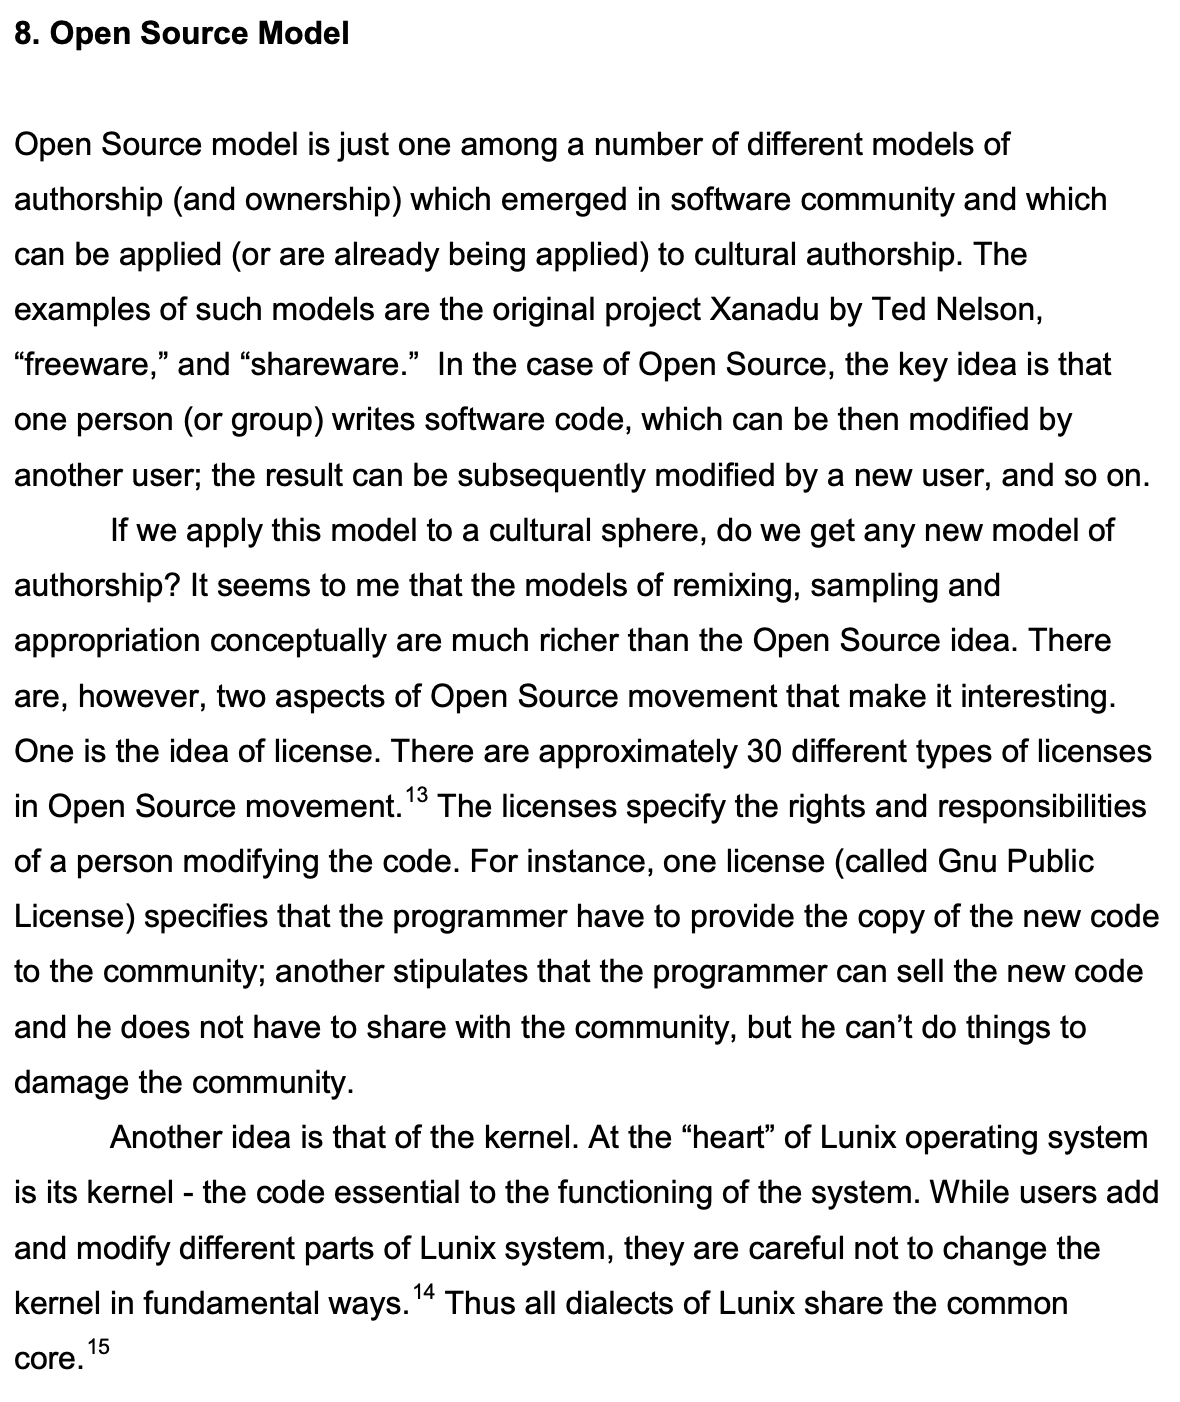 8. Open Source Model
Open Source model is just one among a number of different models of
authorship (and ownership) which emerged in software community and which
can be applied (or are already being applied) to cultural authorship. The
examples of such models are the original project Xanadu by Ted Nelson,
“freeware,” and “shareware.”  In the case of Open Source, the key idea is that
one person (or group) writes software code, which can be then modified by
another user; the result can be subsequently modified by a new user, and so on.
If we apply this model to a cultural sphere, do we get any new model of
authorship? It seems to me that the models of remixing, sampling and
appropriation conceptually are much richer than the Open Source idea. There
are, however, two aspects of Open Source movement that make it interesting.
One is the idea of license. There are approximately 30 different types of licenses
in Open Source movement.13 The licenses specify the rights and responsibilities
of a person modifying the code. For instance, one license (called Gnu Public
License) specifies that the programmer have to provide the copy of the new code
to the community; another stipulates that the programmer can sell the new code
and he does not have to share with the community, but he can’t do things to
damage the community.
Another idea is that of the kernel. At the “heart” of Lunix operating system
is its kernel - the code essential to the functioning of the system. While users add
and modify different parts of Lunix system, they are careful not to change the
kernel in fundamental ways.14 Thus all dialects of Lunix share the common
core.15